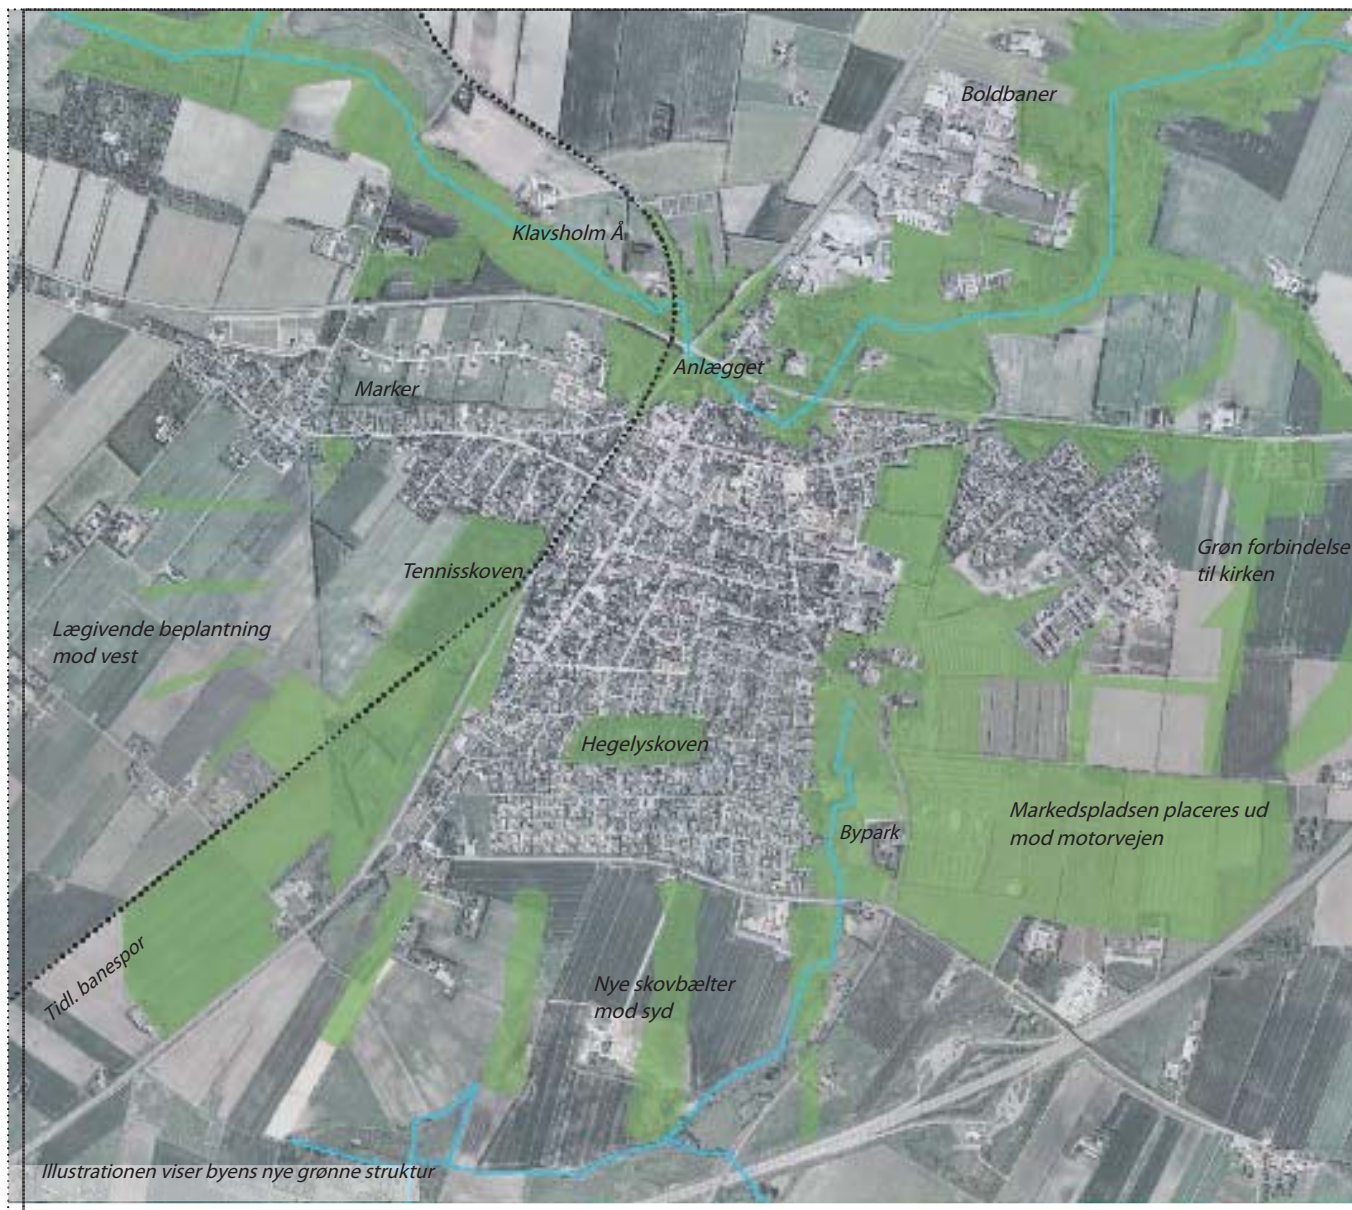 Boldbaner
Klavsholm Å
Anlægget
Marker
Grøn forbindelse
til kirken
Tennisskoven
Lægivende beplantning
mod vest
Hegelyskoven
Markedspladsen placeres ud
mod motorvejen
Bypark
Tidl. banespor
Nye skovbælter
mod syd
Illustrationen viser byens nye grønne struktur